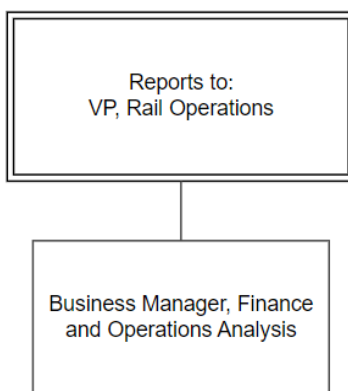 Reports to:
VP, Rail Operations
Business Manager, Finance
and Operations Analysis